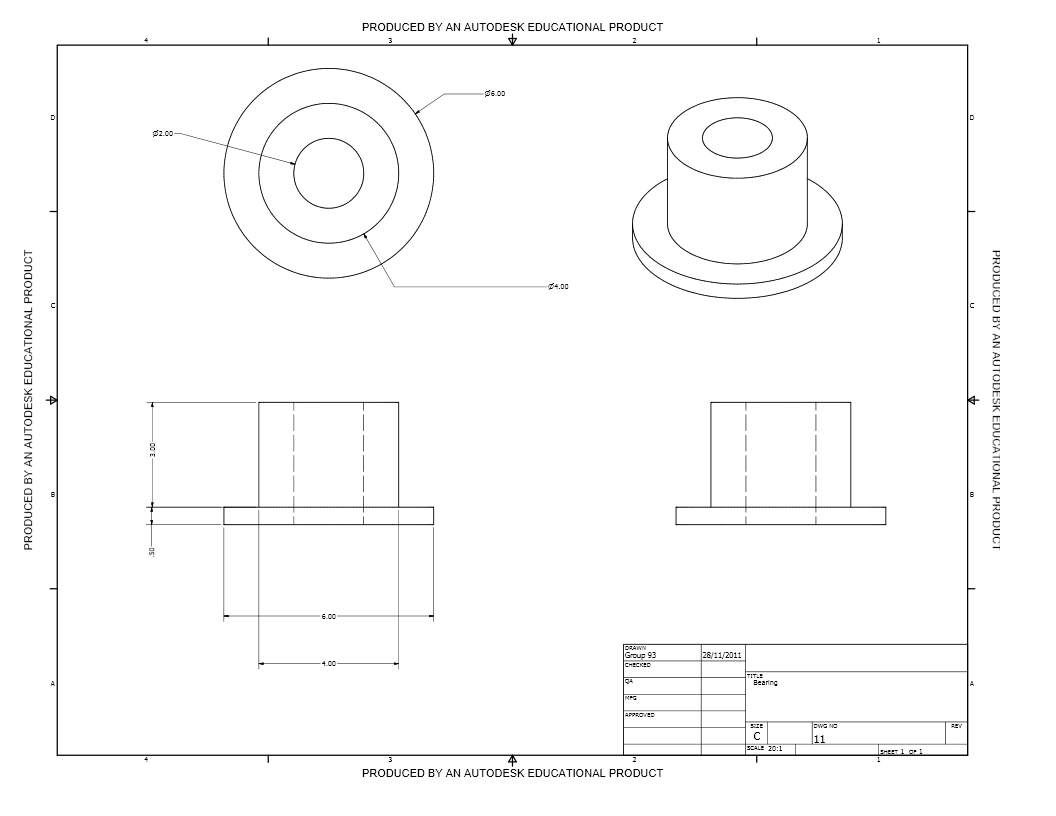 PRODUCED BY AN AUTODESK EDUCATIONAL PRODUCT
4 3 2 1
D D
Ø6.00
Ø2.00
Ø4.00
PRODUCED BY AN AUTODESK EDUCATIONAL PRODUCT
PRODUCED BY AN AUTODESK EDUCATIONAL PRODUCT
C C
3.00
B B
.50
6.00
4.00
A A
DRAWN
Group 93 28/11/2011
CHECKED
QA
MFG
APPROVED
TITLE
Bearing
SIZE
C
DWG NO
11
REV
SCALE 20:1
SHEET 1 OF 1
4 3 2 1
PRODUCED BY AN AUTODESK EDUCATIONAL PRODUCT